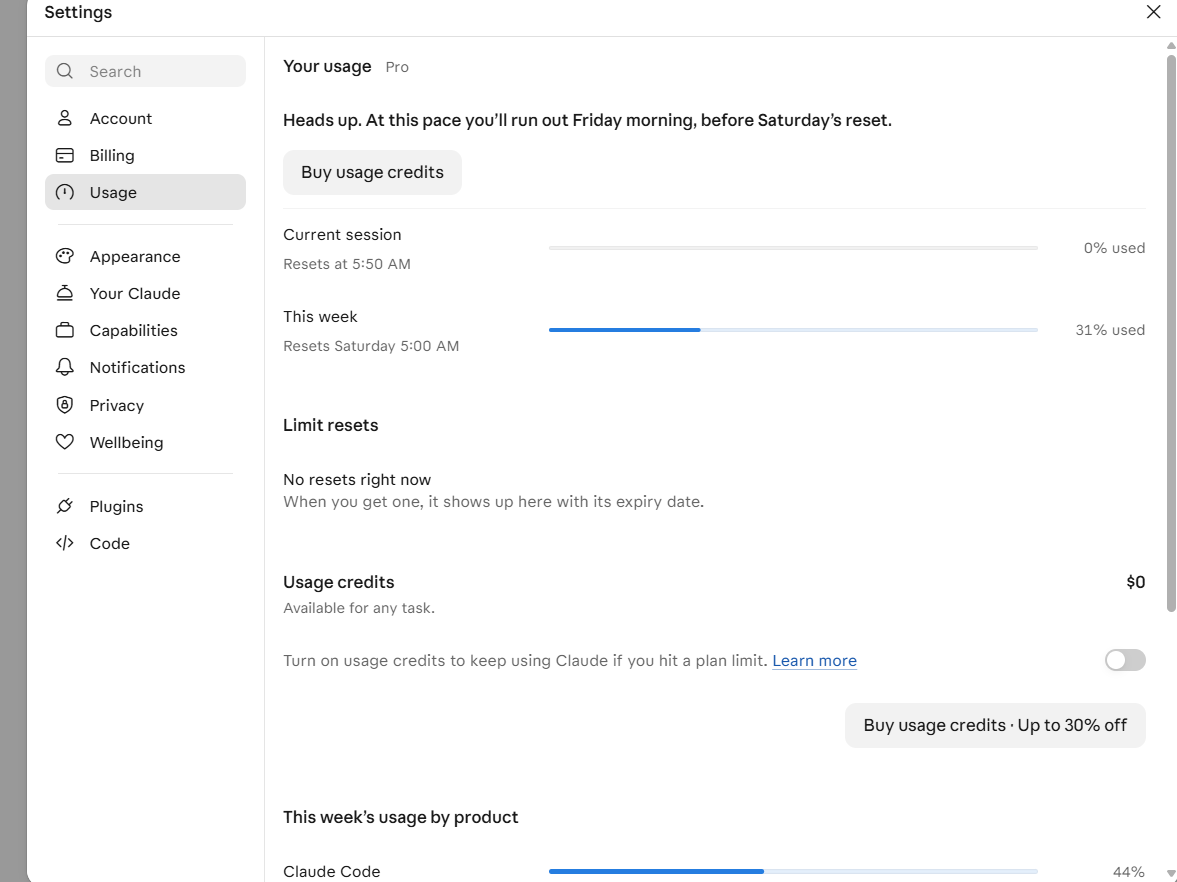 Settings
Search
Account
Billing
Usage
Appearance
Your Claude
Capabilities
Notifications
Privacy
Wellbeing
Plugins
Code
Your usage Pro
Heads up. At this pace you’ll run out Friday morning, before Saturday’s reset.
Buy usage credits
Current session
Resets at 5:50 AM
0% used
This week
Resets Saturday 5:00 AM
31% used
Limit resets
No resets right now
When you get one, it shows up here with its expiry date.
Usage credits
$0
Available for any task.
Turn on usage credits to keep using Claude if you hit a plan limit. Learn more
Buy usage credits · Up to 30% off
This week’s usage by product
Claude Code
44%